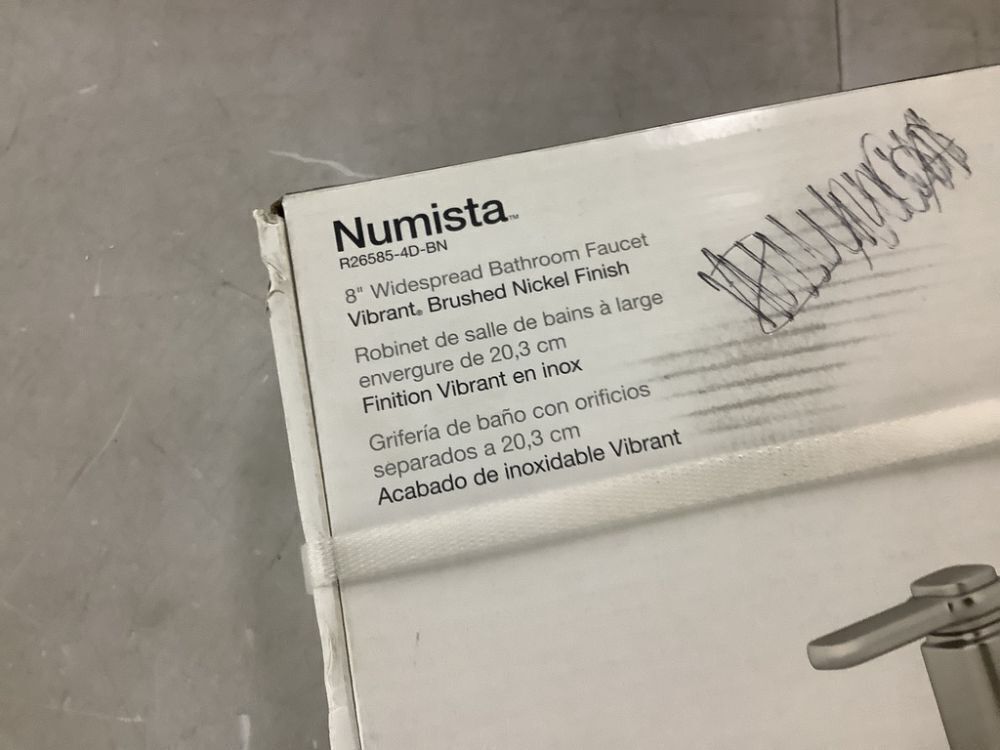 Numista™
R26585-4D-BN
8" Widespread Bathroom Faucet
Vibrant® Brushed Nickel Finish
Robinet de salle de bains à large
envergure de 20,3 cm
Finition Vibrant en inox
Grifería de baño con orificios
separados a 20,3 cm
Acabado de inoxidable Vibrant